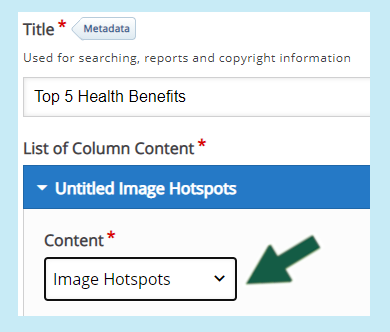 Title * Metadata
Used for searching, reports and copyright information
Top 5 Health Benefits
List of Column Content *
Untitled Image Hotspots
Content *
Image Hotspots